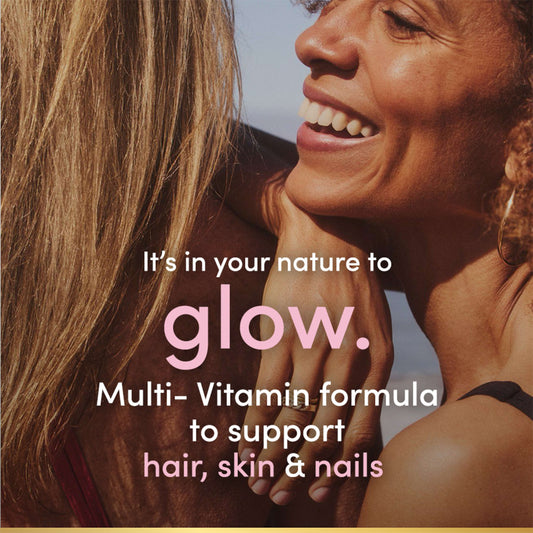 It's in your nature to
glow.
Multi- Vitamin formula
to support
hair, skin & nails